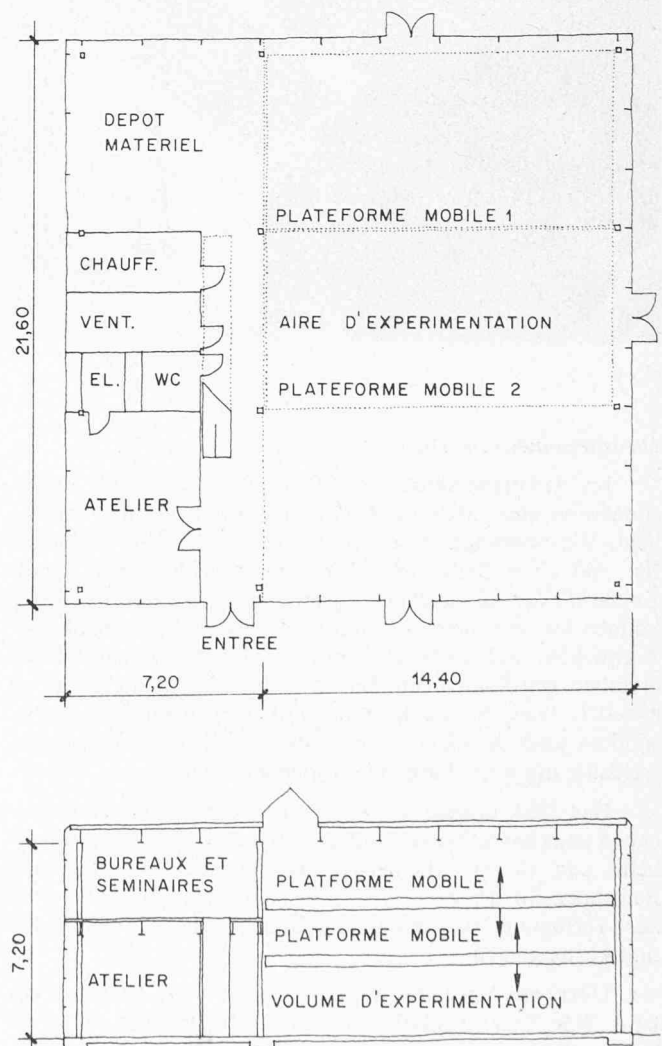 DEPOT
MATERIEL
PLATEFORME MOBILE 1
CHAUFF.
VENT.
AIRE D'EXPERIMENTATION
21,60
EL.
WC
PLATEFORME MOBILE 2
ATELIER
ENTREE
7,20
14,40
BUREAUX ET
SEMINAIRES
PLATFORME MOBILE
7,20
PLATFORME MOBILE
ATELIER
VOLUME D'EXPERIMENTATION